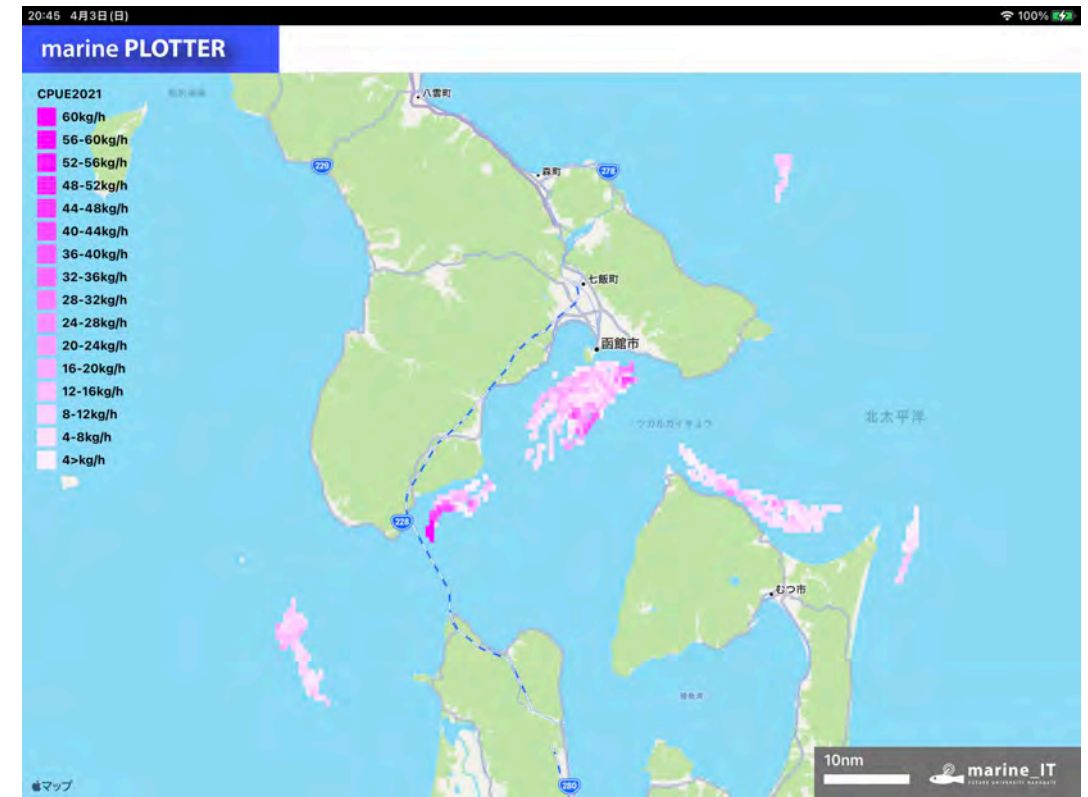 20:45 4月3日(日)
100%
marine PLOTTER
CPUE2021
60kg/h
56-60kg/h
52-56kg/h
48-52kg/h
44-48kg/h
40-44kg/h
36-40kg/h
32-36kg/h
28-32kg/h
24-28kg/h
20-24kg/h
16-20kg/h
12-16kg/h
8-12kg/h
4-8kg/h
4>kg/h
八雲町
229
森町
278
七飯町
函館市
ツガルカイキョウ
北太平洋
228
むつ市
280
マップ
10nm
marine_IT
FUTURE UNIVERSITY HAKODATE